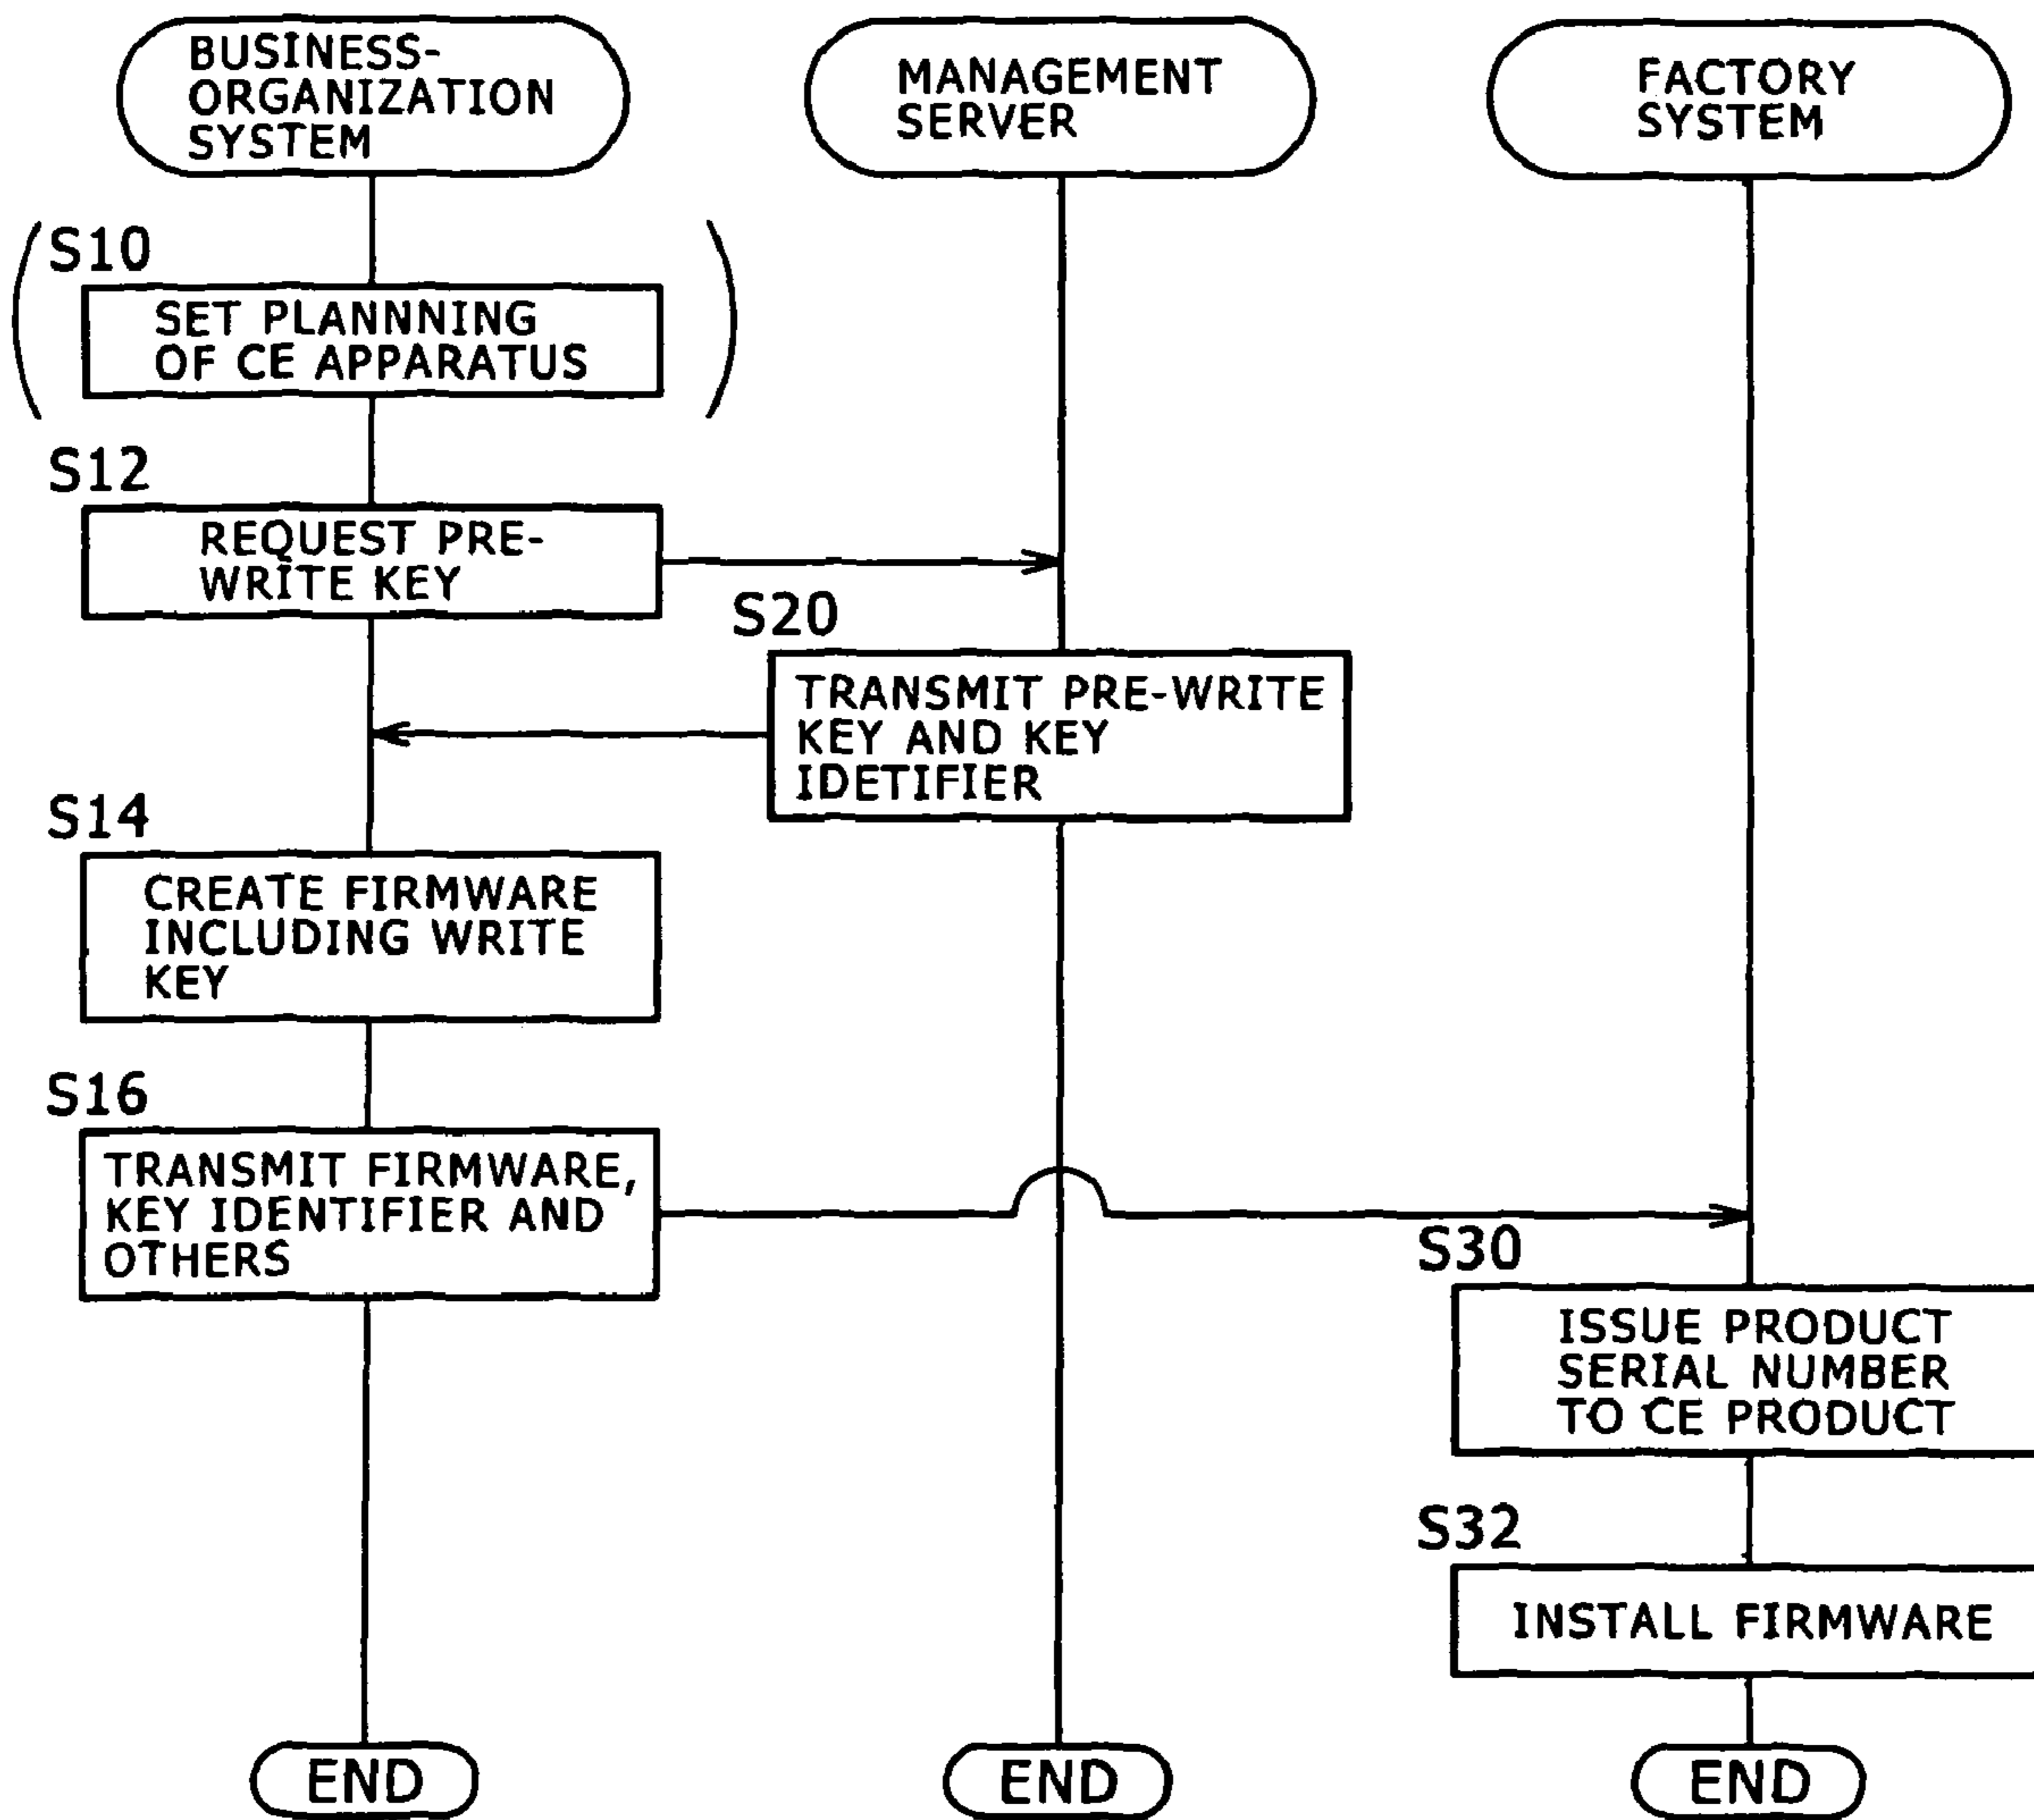 BUSINESS-
ORGANIZATION
SYSTEM
MANAGEMENT
SERVER
FACTORY
SYSTEM
S10
SET PLANNNING
OF CE APPARATUS
S12
REQUEST PRE-
WRITE KEY
S20
TRANSMIT PRE-WRITE
KEY AND KEY
IDETIFIER
S14
CREATE FIRMWARE
INCLUDING WRITE
KEY
S16
TRANSMIT FIRMWARE,
KEY IDENTIFIER AND
OTHERS
S30
ISSUE PRODUCT
SERIAL NUMBER
TO CE PRODUCT
S32
INSTALL FIRMWARE
END
END
END